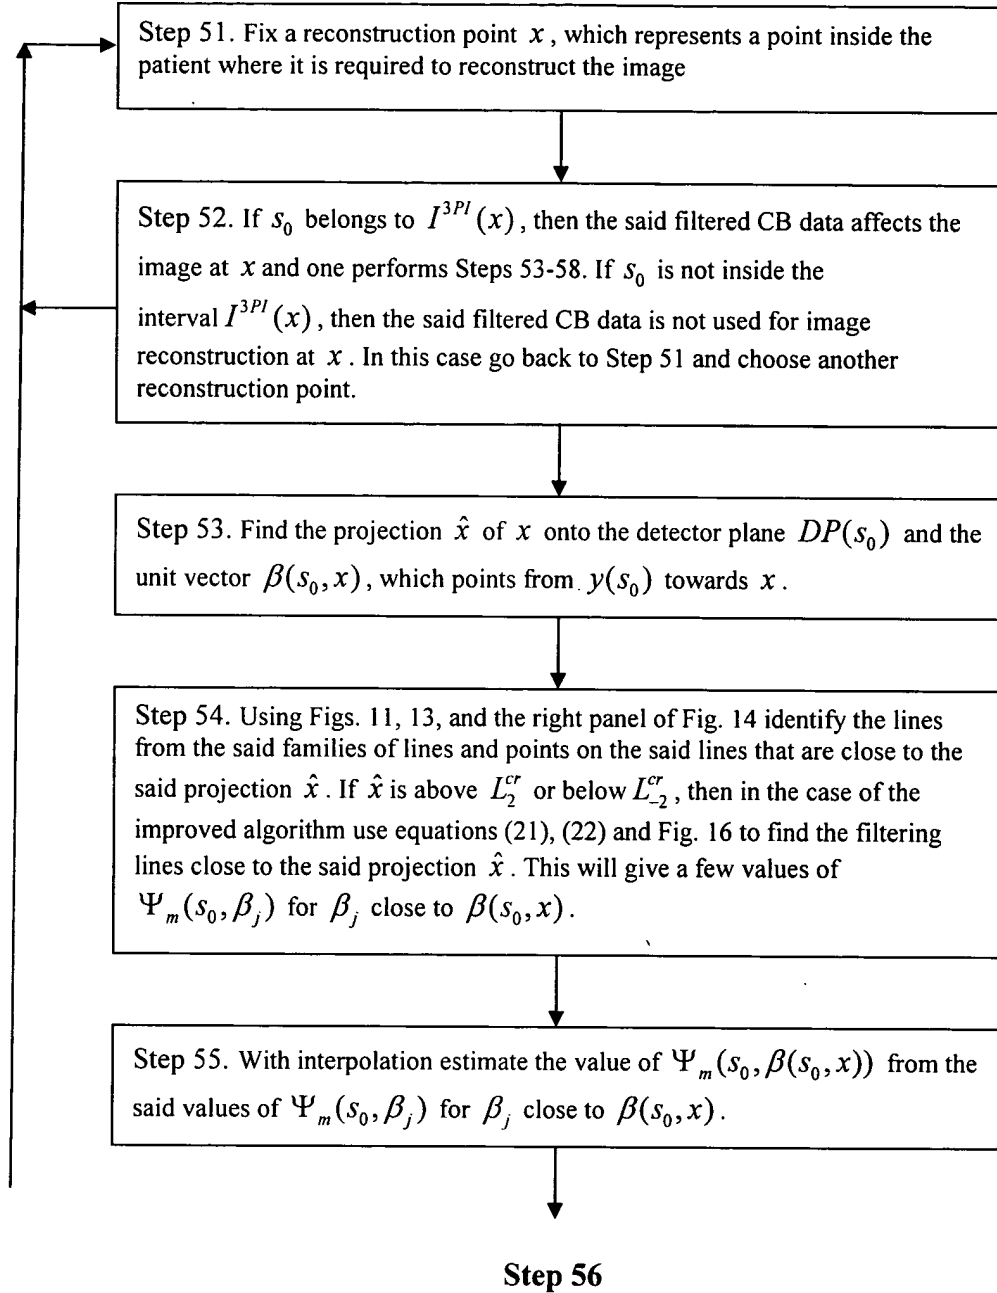 Step 51. Fix a reconstruction point x, which represents a point inside the
patient where it is required to reconstruct the image
Step 52. If s₀ belongs to I³ᴾᴵ(x), then the said filtered CB data affects the
image at x and one performs Steps 53-58. If s₀ is not inside the
interval I³ᴾᴵ(x), then the said filtered CB data is not used for image
reconstruction at x. In this case go back to Step 51 and choose another
reconstruction point.
Step 53. Find the projection x̂ of x onto the detector plane DP(s₀) and the
unit vector β(s₀, x), which points from y(s₀) towards x.
Step 54. Using Figs. 11, 13, and the right panel of Fig. 14 identify the lines
from the said families of lines and points on the said lines that are close to the
said projection x̂. If x̂ is above L₂ᶜʳ or below L₋₂ᶜʳ, then in the case of the
improved algorithm use equations (21), (22) and Fig. 16 to find the filtering
lines close to the said projection x̂. This will give a few values of
Ψₘ(s₀, βⱼ) for βⱼ close to β(s₀, x).
Step 55. With interpolation estimate the value of Ψₘ(s₀, β(s₀, x)) from the
said values of Ψₘ(s₀, βⱼ) for βⱼ close to β(s₀, x).
Step 56